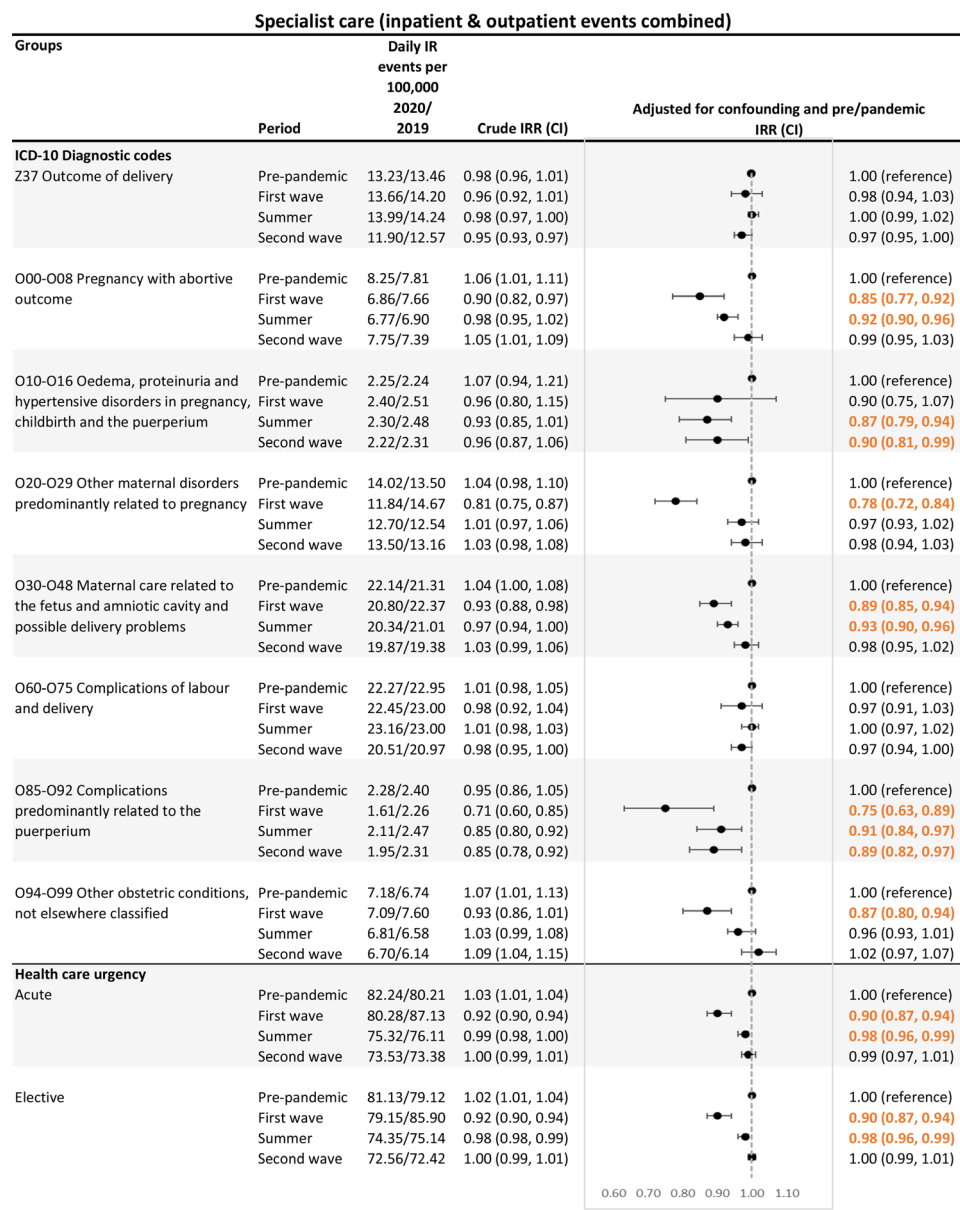 Specialist care (inpatient & outpatient events combined)
Groups
Period
Daily IR
events per
100,000
2020/
2019
Crude IRR (CI)
Adjusted for confounding and pre/pandemic
IRR (CI)
ICD-10 Diagnostic codes
Z37 Outcome of delivery Pre-pandemic 13.23/13.46 0.98 (0.96, 1.01) 1.00 (reference)
First wave 13.66/14.20 0.96 (0.92, 1.01) 0.98 (0.94, 1.03)
Summer 13.99/14.24 0.98 (0.97, 1.00) 1.00 (0.99, 1.02)
Second wave 11.90/12.57 0.95 (0.93, 0.97) 0.97 (0.95, 1.00)
O00-O08 Pregnancy with abortive Pre-pandemic 8.25/7.81 1.06 (1.01, 1.11) 1.00 (reference)
outcome First wave 6.86/7.66 0.90 (0.82, 0.97) 0.85 (0.77, 0.92)
Summer 6.77/6.90 0.98 (0.95, 1.02) 0.92 (0.90, 0.96)
Second wave 7.75/7.39 1.05 (1.01, 1.09) 0.99 (0.95, 1.03)
O10-O16 Oedema, proteinuria and Pre-pandemic 2.25/2.24 1.07 (0.94, 1.21) 1.00 (reference)
hypertensive disorders in pregnancy, First wave 2.40/2.51 0.96 (0.80, 1.15) 0.90 (0.75, 1.07)
childbirth and the puerperium Summer 2.30/2.48 0.93 (0.85, 1.01) 0.87 (0.79, 0.94)
Second wave 2.22/2.31 0.96 (0.87, 1.06) 0.90 (0.81, 0.99)
O20-O29 Other maternal disorders Pre-pandemic 14.02/13.50 1.04 (0.98, 1.10) 1.00 (reference)
predominantly related to pregnancy First wave 11.84/14.67 0.81 (0.75, 0.87) 0.78 (0.72, 0.84)
Summer 12.70/12.54 1.01 (0.97, 1.06) 0.97 (0.93, 1.02)
Second wave 13.50/13.16 1.03 (0.98, 1.08) 0.98 (0.94, 1.03)
O30-O48 Maternal care related to Pre-pandemic 22.14/21.31 1.04 (1.00, 1.08) 1.00 (reference)
the fetus and amniotic cavity and First wave 20.80/22.37 0.93 (0.88, 0.98) 0.89 (0.85, 0.94)
possible delivery problems Summer 20.34/21.01 0.97 (0.94, 1.00) 0.93 (0.90, 0.96)
Second wave 19.87/19.38 1.03 (0.99, 1.06) 0.98 (0.95, 1.02)
O60-O75 Complications of labour Pre-pandemic 22.27/22.95 1.01 (0.98, 1.05) 1.00 (reference)
and delivery First wave 22.45/23.00 0.98 (0.92, 1.04) 0.97 (0.91, 1.03)
Summer 23.16/23.00 1.01 (0.98, 1.03) 1.00 (0.97, 1.02)
Second wave 20.51/20.97 0.98 (0.95, 1.00) 0.97 (0.94, 1.00)
O85-O92 Complications Pre-pandemic 2.28/2.40 0.95 (0.86, 1.05) 1.00 (reference)
predominantly related to the First wave 1.61/2.26 0.71 (0.60, 0.85) 0.75 (0.63, 0.89)
puerperium Summer 2.11/2.47 0.85 (0.80, 0.92) 0.91 (0.84, 0.97)
Second wave 1.95/2.31 0.85 (0.78, 0.92) 0.89 (0.82, 0.97)
O94-O99 Other obstetric conditions, Pre-pandemic 7.18/6.74 1.07 (1.01, 1.13) 1.00 (reference)
not elsewhere classified First wave 7.09/7.60 0.93 (0.86, 1.01) 0.87 (0.80, 0.94)
Summer 6.81/6.58 1.03 (0.99, 1.08) 0.96 (0.93, 1.01)
Second wave 6.70/6.14 1.09 (1.04, 1.15) 1.02 (0.97, 1.07)
Health care urgency
Acute Pre-pandemic 82.24/80.21 1.03 (1.01, 1.04) 1.00 (reference)
First wave 80.28/87.13 0.92 (0.90, 0.94) 0.90 (0.87, 0.94)
Summer 75.32/76.11 0.99 (0.98, 1.00) 0.98 (0.96, 0.99)
Second wave 73.53/73.38 1.00 (0.99, 1.01) 0.99 (0.97, 1.01)
Elective Pre-pandemic 81.13/79.12 1.02 (1.01, 1.04) 1.00 (reference)
First wave 79.15/85.90 0.92 (0.90, 0.94) 0.90 (0.87, 0.94)
Summer 74.35/75.14 0.98 (0.98, 0.99) 0.98 (0.96, 0.99)
Second wave 72.56/72.42 1.00 (0.99, 1.01) 1.00 (0.99, 1.01)
0.60 0.70 0.80 0.90 1.00 1.10